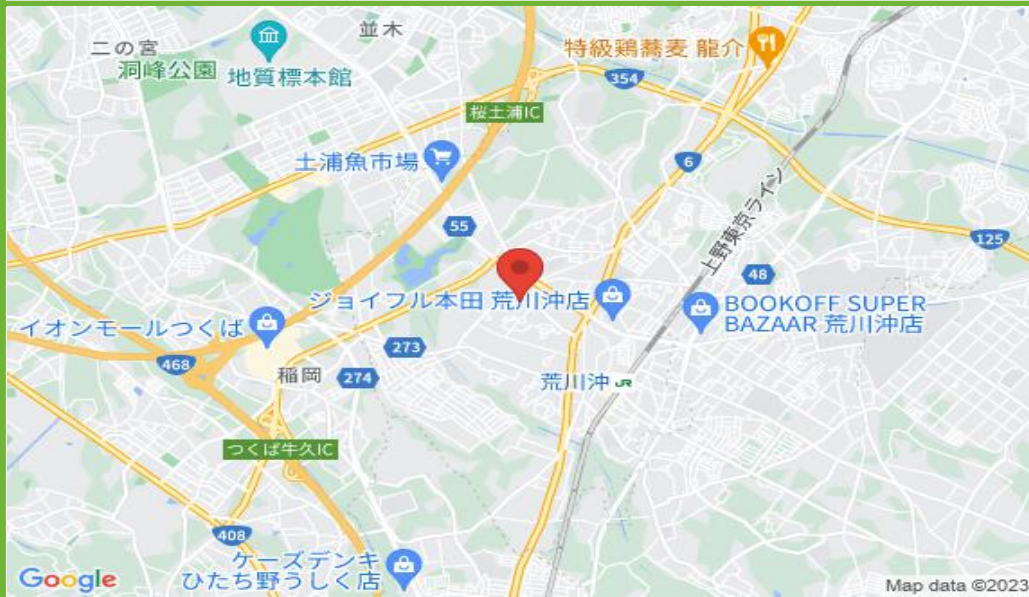 並木
二の宮
洞峰公園
地質標本館
特級鶏蕎麦 龍介
354
桜土浦IC
土浦魚市場
6
上野東京ライン
55
125
48
ジョイフル本田 荒川沖店
BOOKOFF SUPER
BAZAAR 荒川沖店
イオンモールつくば
273
468
稲岡
274
荒川沖 JR
つくば牛久IC
408
ケーズデンキ
ひたち野うしく店
Google
Map data ©2023